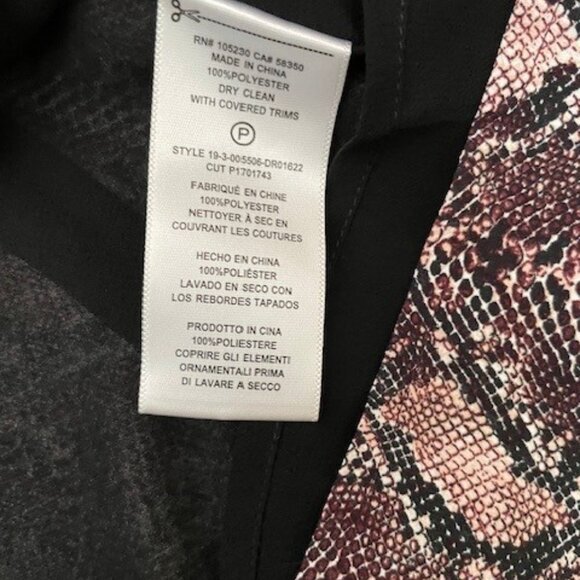 RN# 105230 CA# 58350
MADE IN CHINA
100%POLYESTER
DRY CLEAN
WITH COVERED TRIMS
P
STYLE 19-3-005506-DR01622
CUT P1701743
FABRIQUÉ EN CHINE
100%POLYESTER
NETTOYER À SEC EN
COUVRANT LES COUTURES
HECHO EN CHINA
100%POLIÉSTER
LAVADO EN SECO CON
LOS REBORDES TAPADOS
PRODOTTO IN CINA
100%POLIESTERE
COPRIRE GLI ELEMENTI
ORNAMENTALI PRIMA
DI LAVARE A SECCO